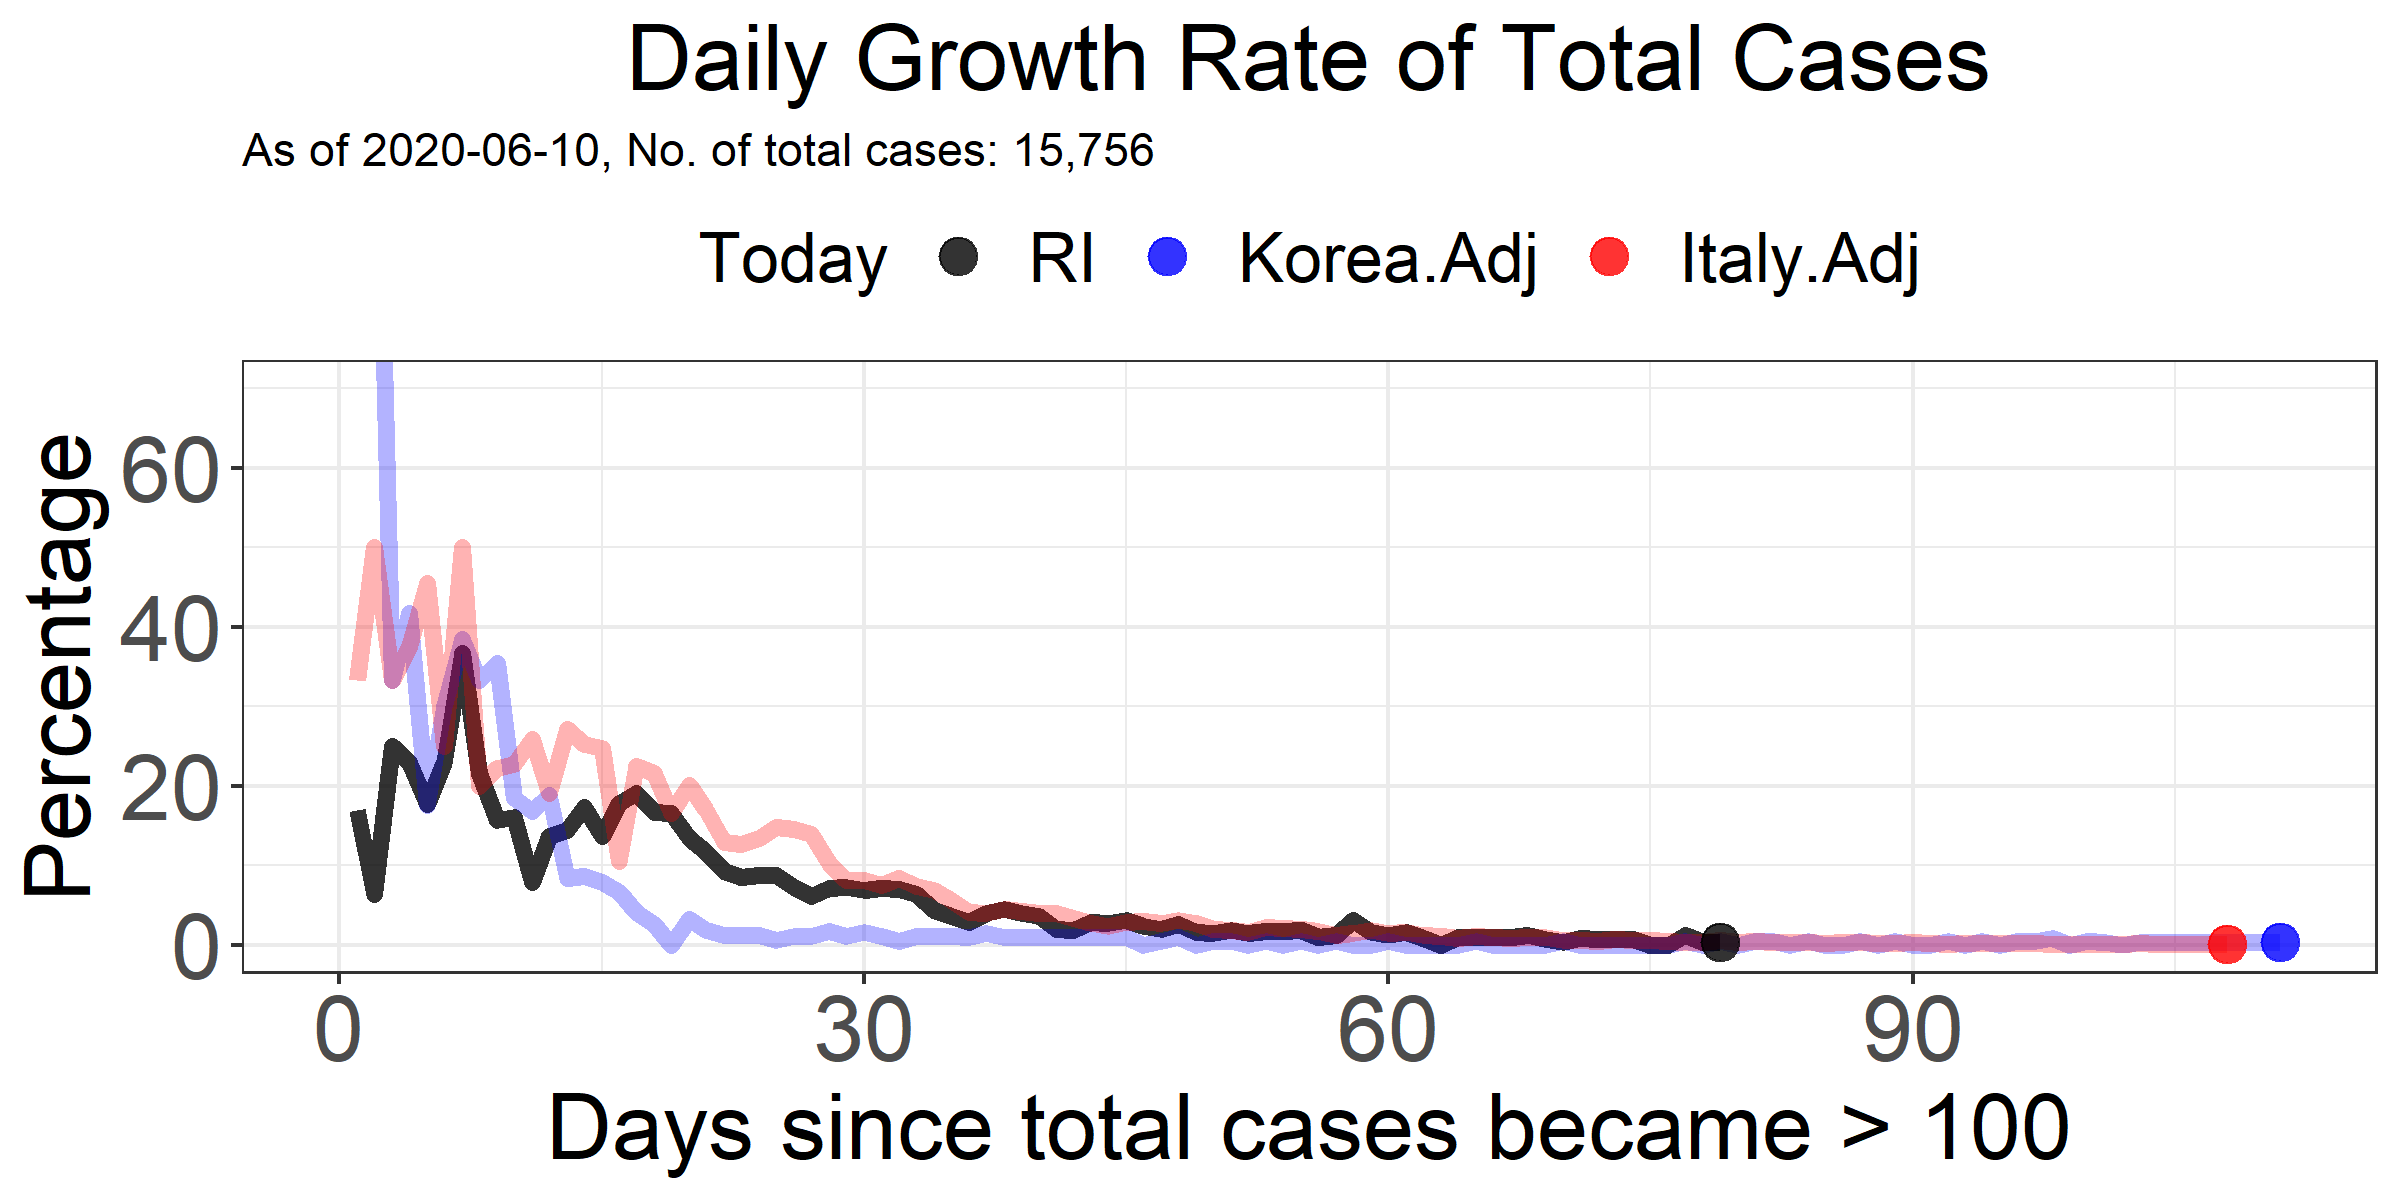 Daily Growth Rate of Total Cases
As of 2020-06-10, No. of total cases: 15,756
Today RI Korea.Adj Italy.Adj
Percentage
60
40
20
0
0 30 60 90
Days since total cases became > 100